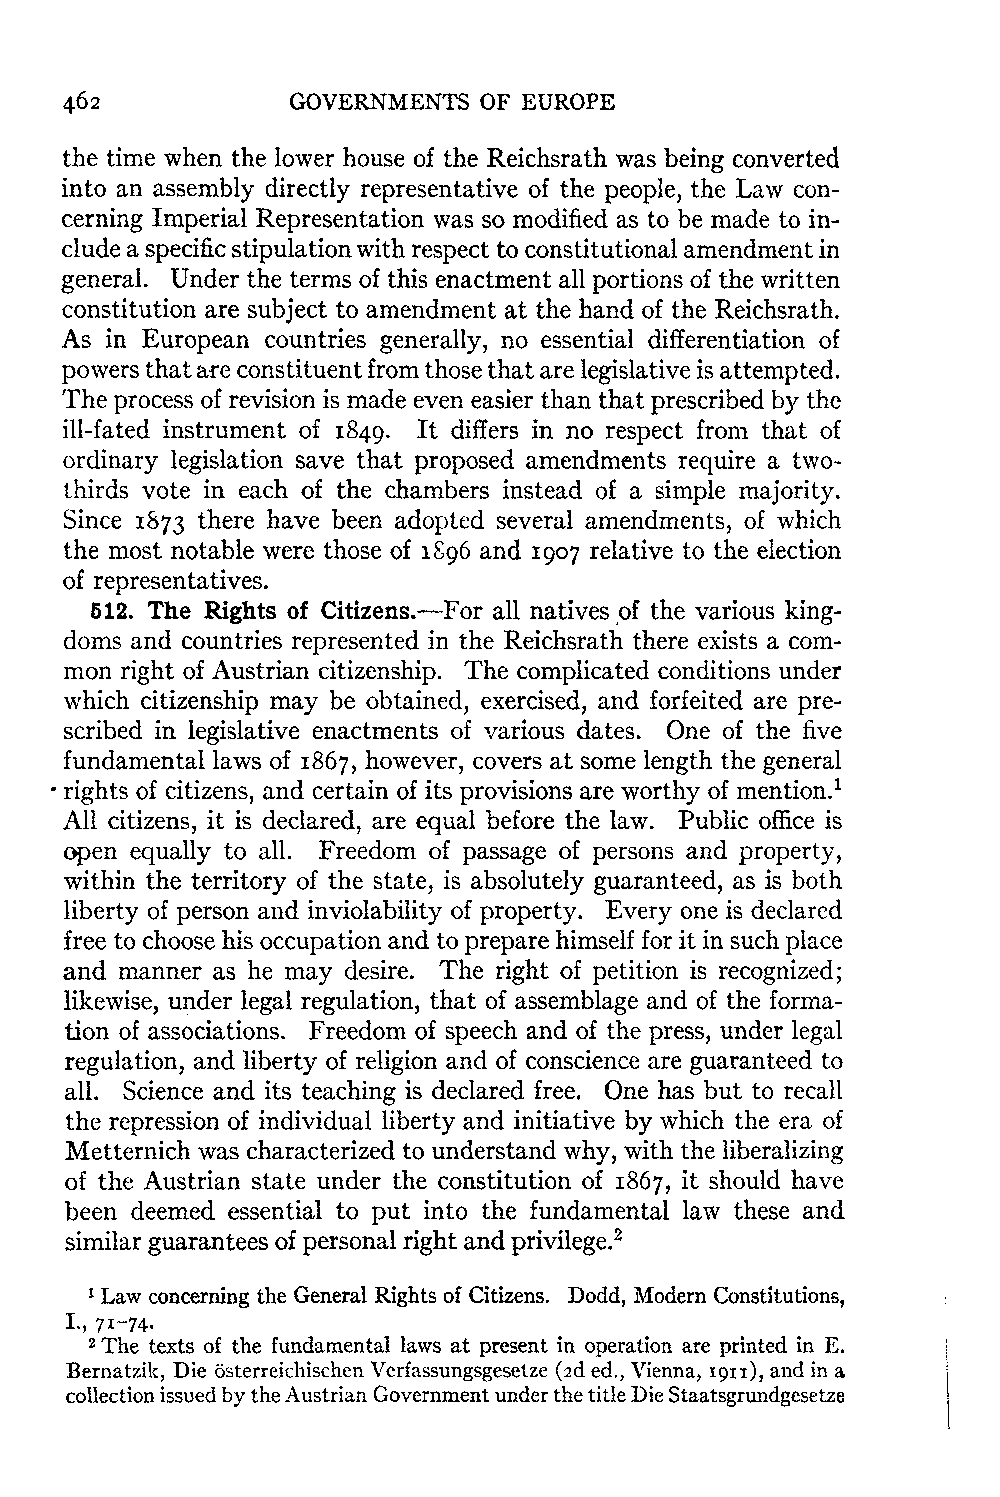 462 GOVERNMENTS OF EUROPE
the time when the lower house of the Reichsrath was being converted
into an assembly directly representative of the people, the Law con-
cerning Imperial Representation was so modified as to be made to in-
clude a specific stipulation with respect to constitutional amendment in
general. Under the terms of this enactment all portions of the written
constitution are subject to amendment at the hand of the Reichsrath.
As in European countries generally, no essential differentiation of
powers that are constituent from those that are legislative is attempted.
The process of revision is made even easier than that prescribed by the
ill-fated instrument of 1849. It differs in no respect from that of
ordinary legislation save that proposed amendments require a two-
thirds vote in each of the chambers instead of a simple majority.
Since 1873 there have been adopted several amendments, of which
the most notable were those of 1896 and 1907 relative to the election
of representatives.
512. The Rights of Citizens.—For all natives of the various king-
doms and countries represented in the Reichsrath there exists a com-
mon right of Austrian citizenship. The complicated conditions under
which citizenship may be obtained, exercised, and forfeited are pre-
scribed in legislative enactments of various dates. One of the five
fundamental laws of 1867, however, covers at some length the general
rights of citizens, and certain of its provisions are worthy of mention.¹
All citizens, it is declared, are equal before the law. Public office is
open equally to all. Freedom of passage of persons and property,
within the territory of the state, is absolutely guaranteed, as is both
liberty of person and inviolability of property. Every one is declared
free to choose his occupation and to prepare himself for it in such place
and manner as he may desire. The right of petition is recognized;
likewise, under legal regulation, that of assemblage and of the forma-
tion of associations. Freedom of speech and of the press, under legal
regulation, and liberty of religion and of conscience are guaranteed to
all. Science and its teaching is declared free. One has but to recall
the repression of individual liberty and initiative by which the era of
Metternich was characterized to understand why, with the liberalizing
of the Austrian state under the constitution of 1867, it should have
been deemed essential to put into the fundamental law these and
similar guarantees of personal right and privilege.²
¹ Law concerning the General Rights of Citizens. Dodd, Modern Constitutions,
I., 71-74.
² The texts of the fundamental laws at present in operation are printed in E.
Bernatzik, Die österreichischen Verfassungsgesetze (2d ed., Vienna, 1911), and in a
collection issued by the Austrian Government under the title Die Staatsgrundgesetze